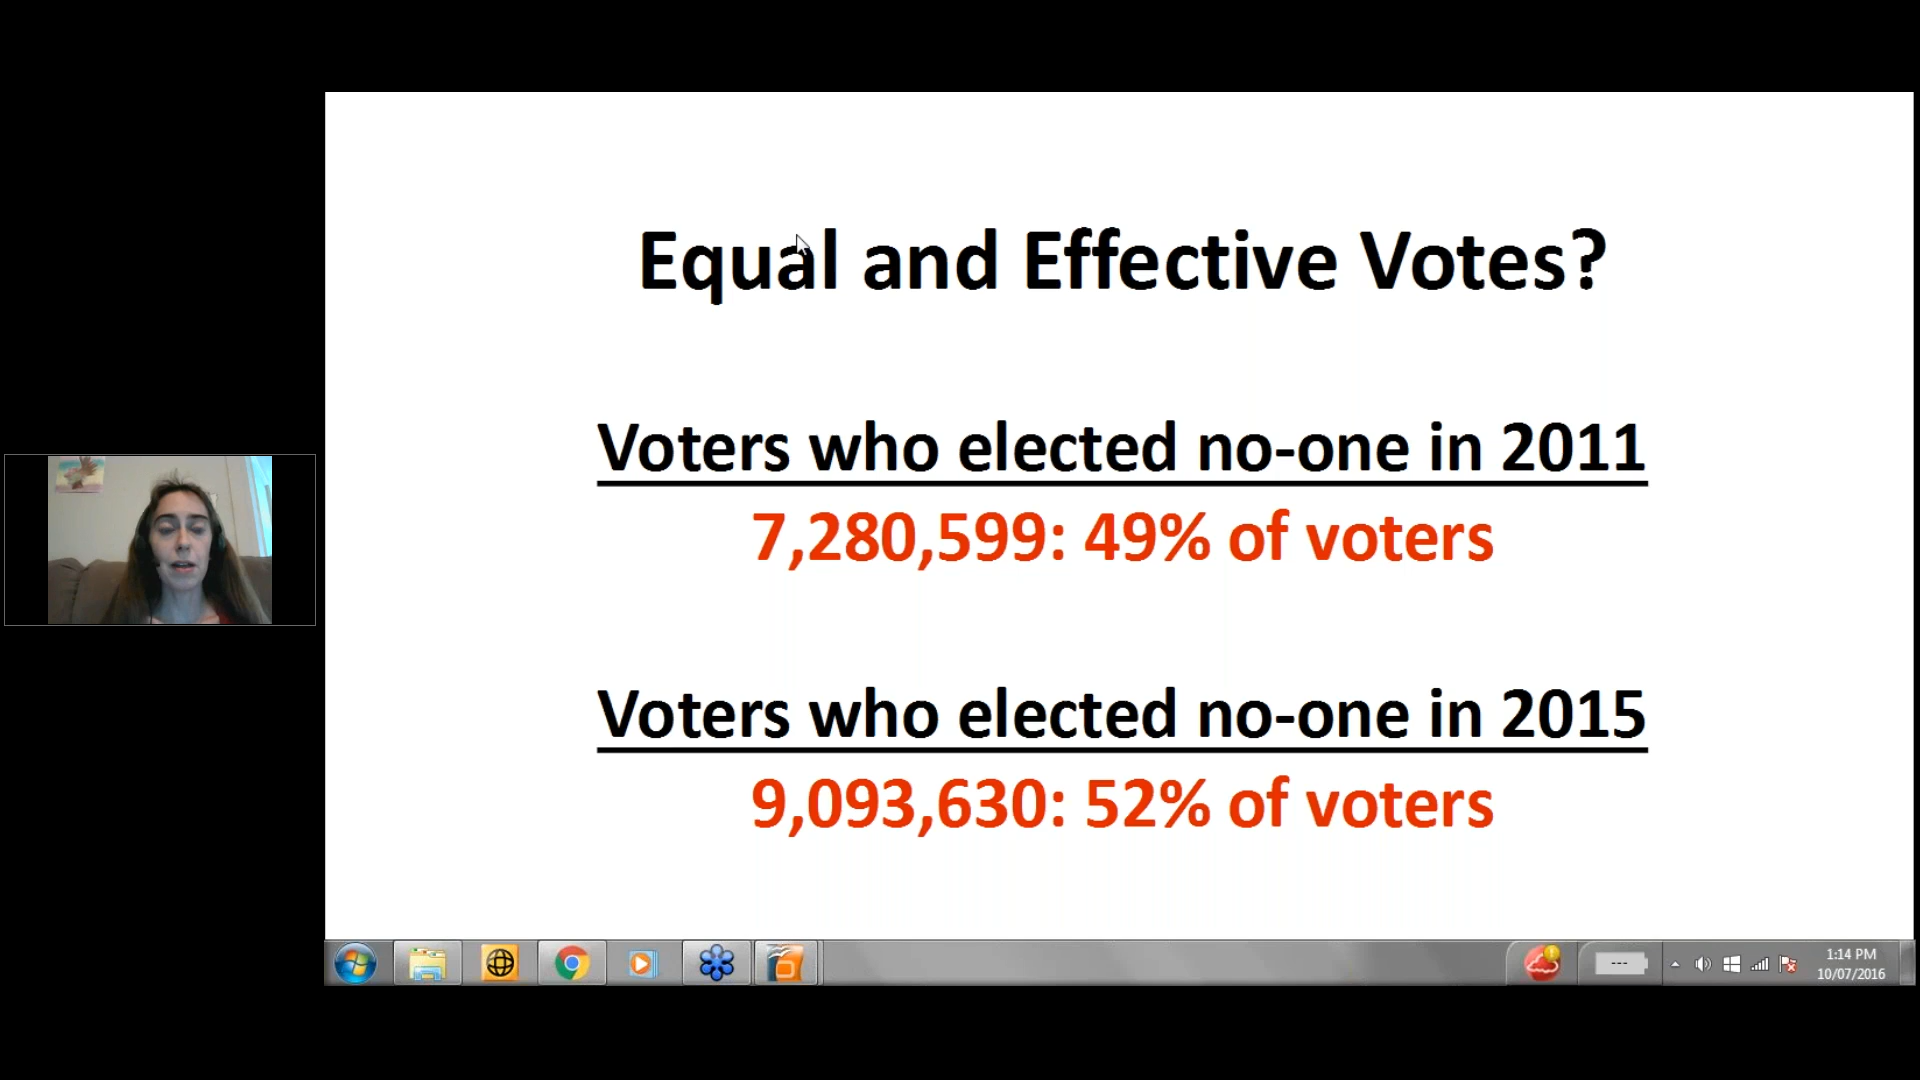 Equal and Effective Votes?
Voters who elected no-one in 2011
7,280,599: 49% of voters
Voters who elected no-one in 2015
9,093,630: 52% of voters
---
1:14 PM
10/07/2016